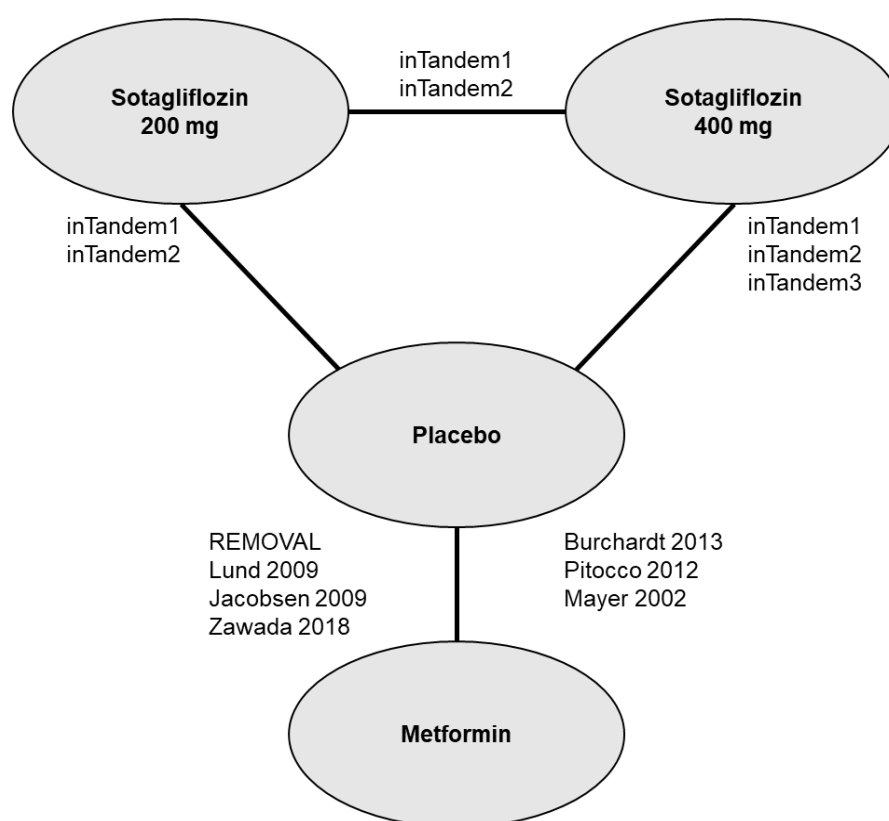 inTandem1
inTandem2
Sotagliflozin
200 mg
Sotagliflozin
400 mg
inTandem1
inTandem2
inTandem1
inTandem2
inTandem3
Placebo
REMOVAL
Lund 2009
Jacobsen 2009
Zawada 2018
Burchardt 2013
Pitocco 2012
Mayer 2002
Metformin